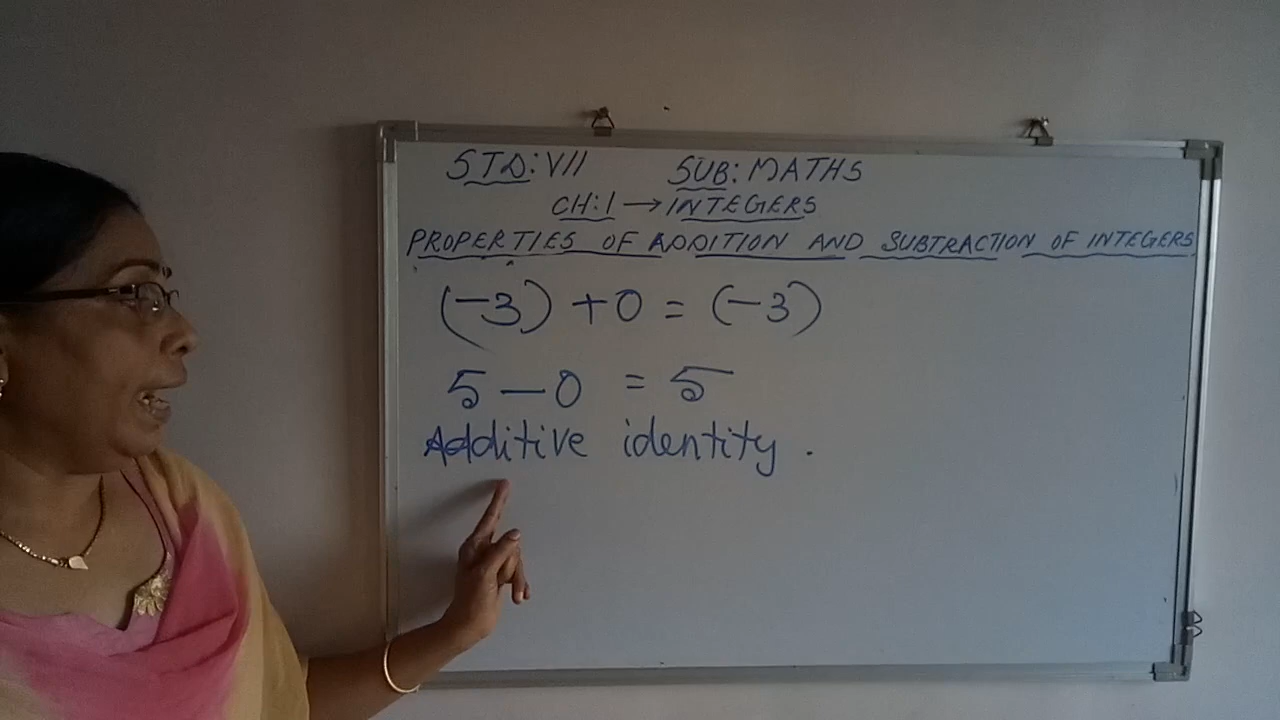 STD: VII SUB: MATHS
CH:1 → INTEGERS
PROPERTIES OF ADDITION AND SUBTRACTION OF INTEGERS
(-3) + 0 = (-3)
5 - 0 = 5
Additive identity.